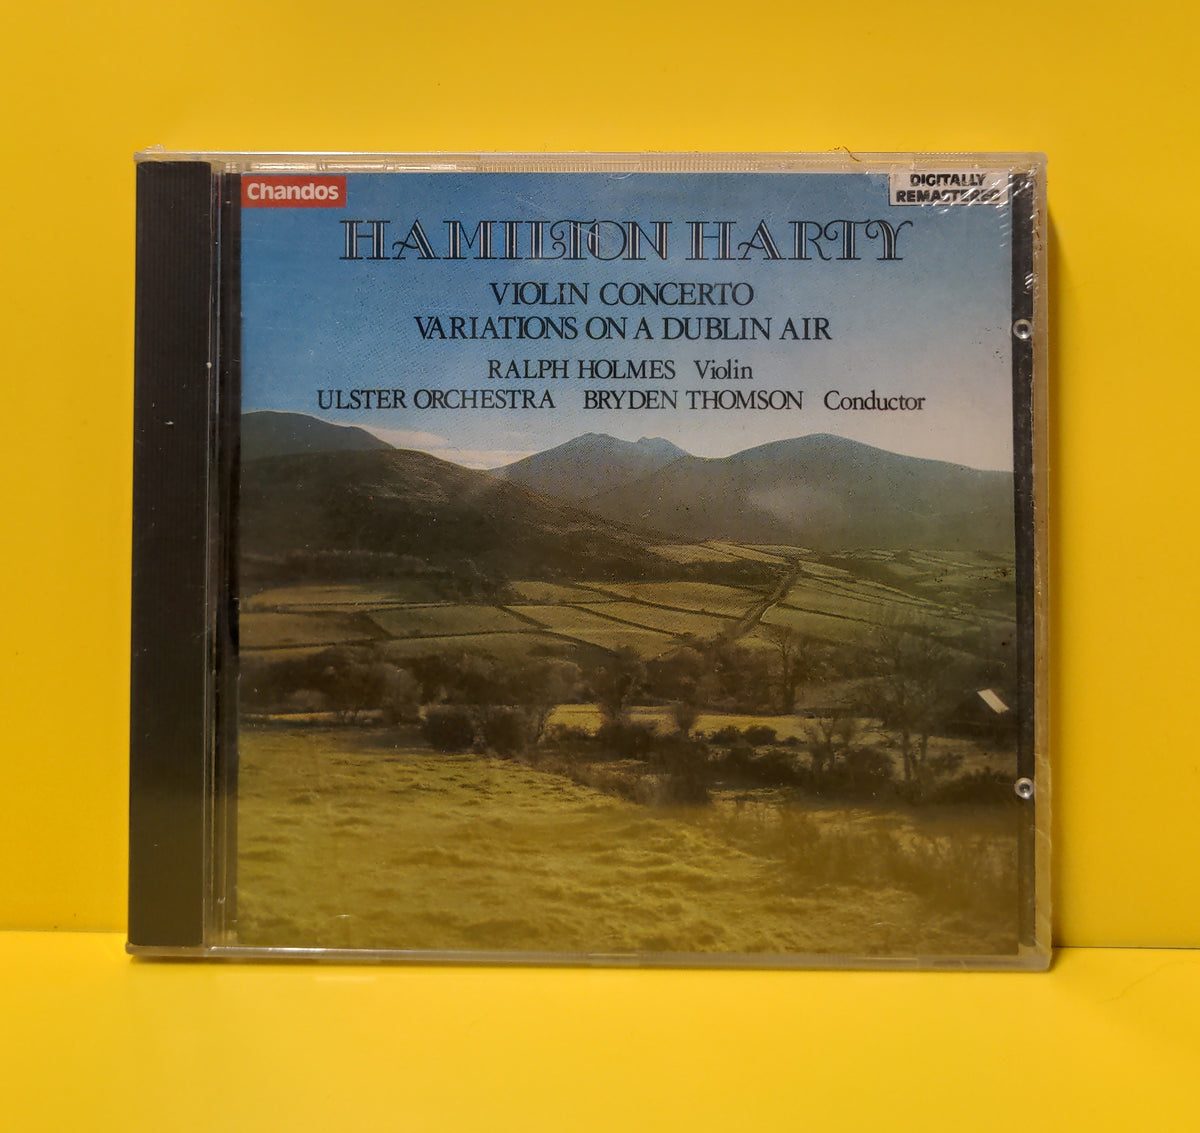 Chandos
DIGITALLY
REMASTERED
HAMILTON HARTY
VIOLIN CONCERTO
VARIATIONS ON A DUBLIN AIR
RALPH HOLMES Violin
ULSTER ORCHESTRA BRYDEN THOMSON Conductor